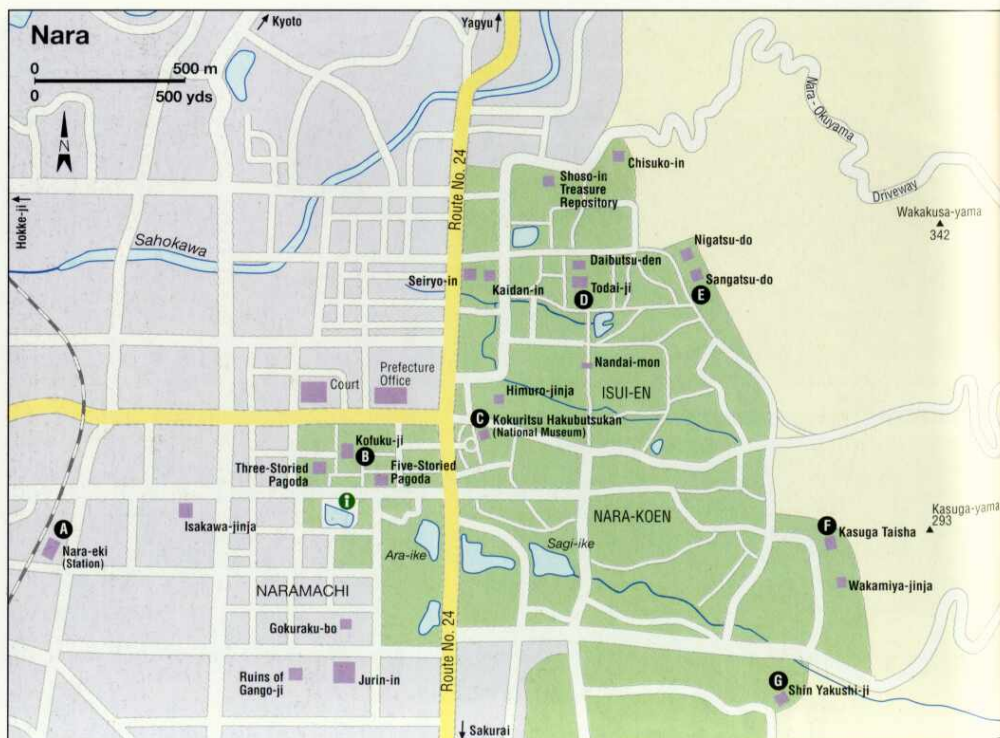 Nara
0 500 m
0 500 yds
N
Kyoto
Yagyu
Hokke-ji
Sahokawa
Route No. 24
Nara - Okuyama
Driveway
Wakakusa-yama
342
Chisuko-in
Shoso-in
Treasure
Repository
Nigatsu-do
Sangatsu-do
E
Daibutsu-den
Todai-ji
D
Seiryo-in
Kaidan-in
Nandai-mon
ISUI-EN
Himuro-jinja
Court
Prefecture
Office
C
Kokuritsu Hakubutsukan
(National Museum)
Kofuku-ji
B
Three-Storied
Pagoda
Five-Storied
Pagoda
i
Isakawa-jinja
A
Nara-eki
(Station)
NARA-KOEN
Kasuga-yama
293
F
Kasuga Taisha
Wakamiya-jinja
Ara-ike
Sagi-ike
NARAMACHI
Gokuraku-bo
Ruins of
Gango-ji
Jurin-in
Route No. 24
G
Shin Yakushi-ji
Sakurai